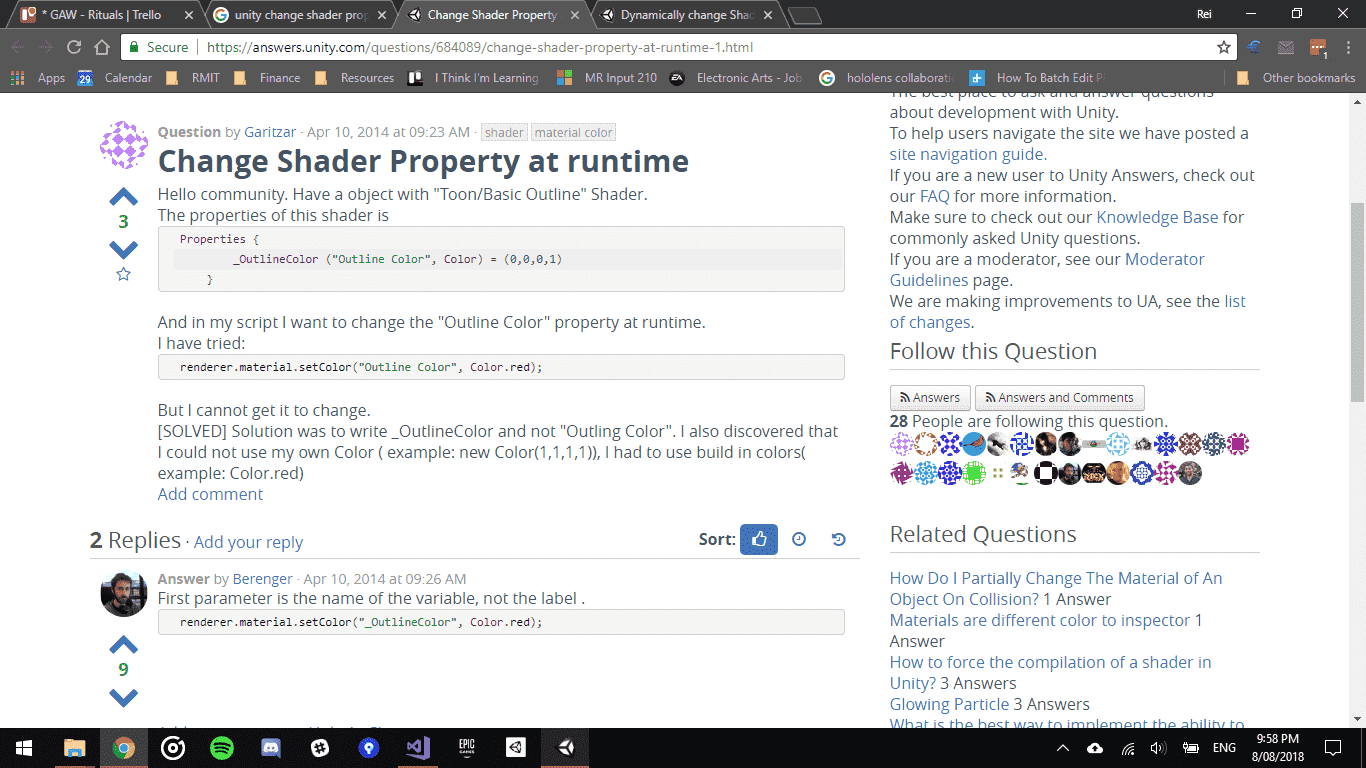 * GAW - Rituals | Trello
unity change shader prop
Change Shader Property
Dynamically change Shad
Rei
Secure
https://answers.unity.com/questions/684089/change-shader-property-at-runtime-1.html
Apps
29
Calendar
RMIT
Finance
Resources
I Think I'm Learning
MR Input 210
Electronic Arts - Job
hololens collaborati
How To Batch Edit P
Other bookmarks
Question by Garitzar · Apr 10, 2014 at 09:23 AM · shader material color
Change Shader Property at runtime
Hello community. Have a object with "Toon/Basic Outline" Shader.
The properties of this shader is
3
Properties {
_OutlineColor ("Outline Color", Color) = (0,0,0,1)
}
And in my script I want to change the "Outline Color" property at runtime.
I have tried:
renderer.material.setColor("Outline Color", Color.red);
But I cannot get it to change.
[SOLVED] Solution was to write _OutlineColor and not "Outling Color". I also discovered that
I could not use my own Color ( example: new Color(1,1,1,1)), I had to use build in colors(
example: Color.red)
Add comment
2 Replies · Add your reply
Sort:
Answer by Berenger · Apr 10, 2014 at 09:26 AM
First parameter is the name of the variable, not the label .
renderer.material.setColor("_OutlineColor", Color.red);
9
The best place to ask and answer questions
about development with Unity.
To help users navigate the site we have posted a
site navigation guide.
If you are a new user to Unity Answers, check out
our FAQ for more information.
Make sure to check out our Knowledge Base for
commonly asked Unity questions.
If you are a moderator, see our Moderator
Guidelines page.
We are making improvements to UA, see the list
of changes.
Follow this Question
Answers
Answers and Comments
28 People are following this question.
Related Questions
How Do I Partially Change The Material of An
Object On Collision? 1 Answer
Materials are different color to inspector 1
Answer
How to force the compilation of a shader in
Unity? 3 Answers
Glowing Particle 3 Answers
What is the best way to implement the ability to
EPIC
GAMES
ENG
9:58 PM
8/08/2018